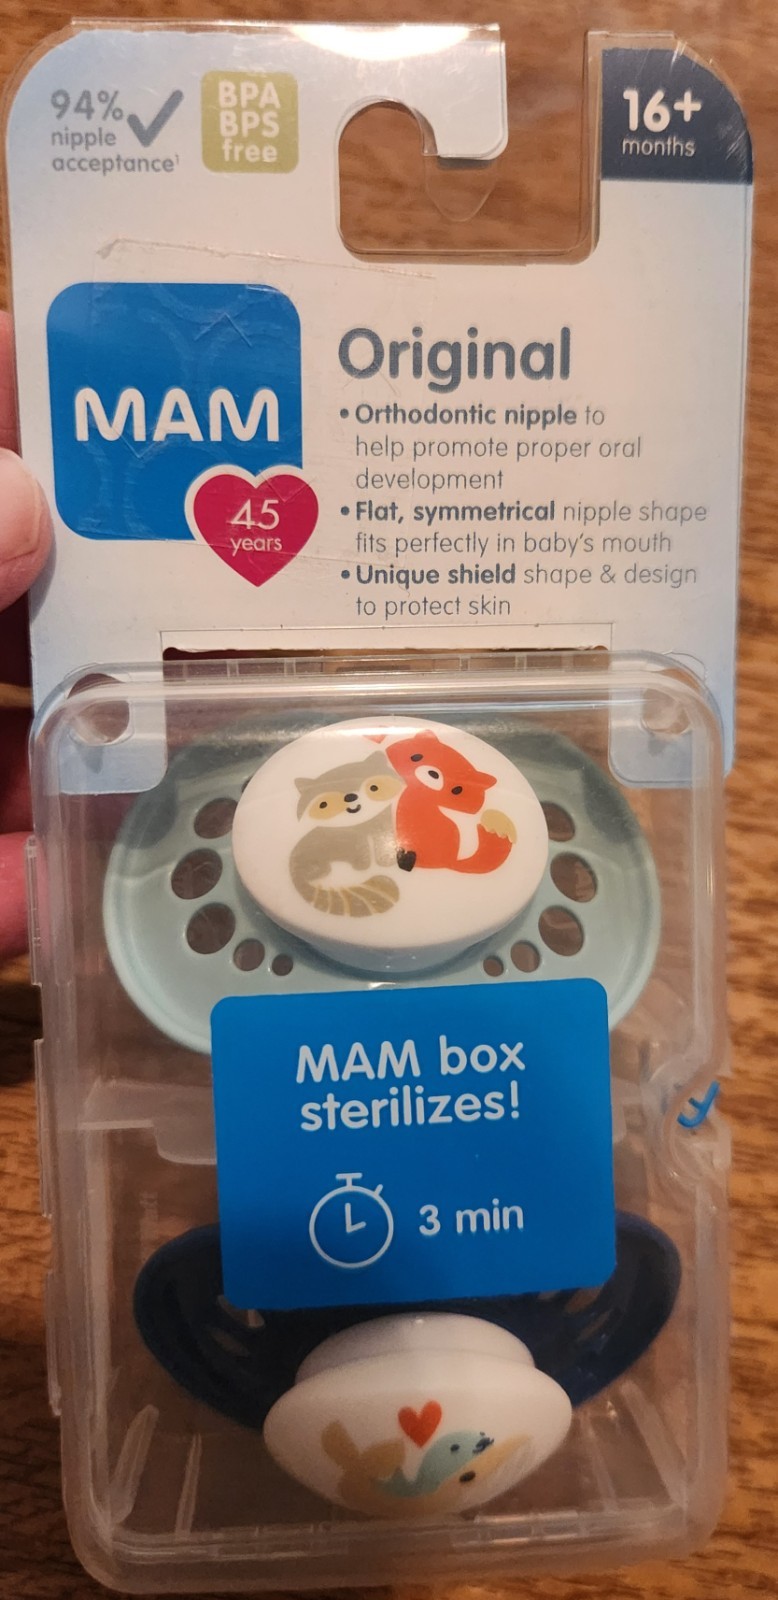 94%
nipple
acceptance¹
BPA
BPS
free
16+
months
MAM
45
years
Original
• Orthodontic nipple to
help promote proper oral
development
• Flat, symmetrical nipple shape
fits perfectly in baby's mouth
• Unique shield shape & design
to protect skin
MAM box
sterilizes!
3 min